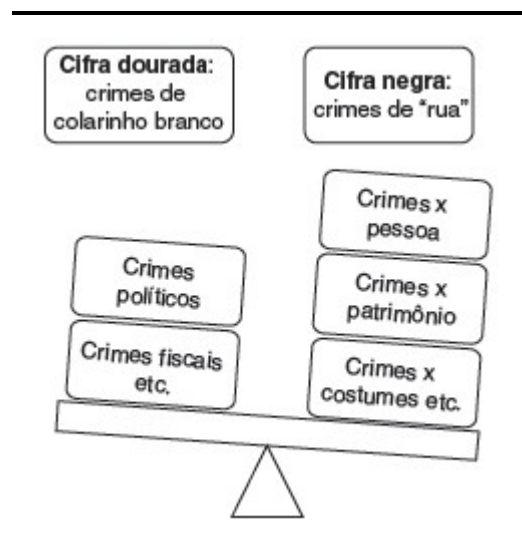 Cifra dourada:
crimes de
colarinho branco
Cifra negra:
crimes de “rua”
Crimes
políticos
Crimes fiscais
etc.
Crimes x
pessoa
Crimes x
patrimônio
Crimes x
costumes etc.